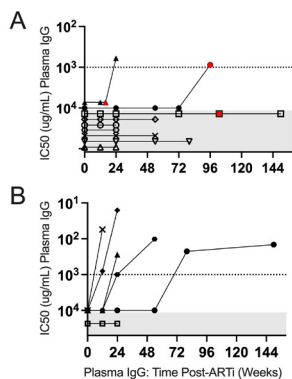 A
IC50 (ug/mL) Plasma IgG
10²
10³
10⁴
0 24 48 72 96 120 144
B
IC50 (ug/mL) Plasma IgG
10¹
10²
10³
10⁴
0 24 48 72 96 120 144
Plasma IgG: Time Post-ARTi (Weeks)